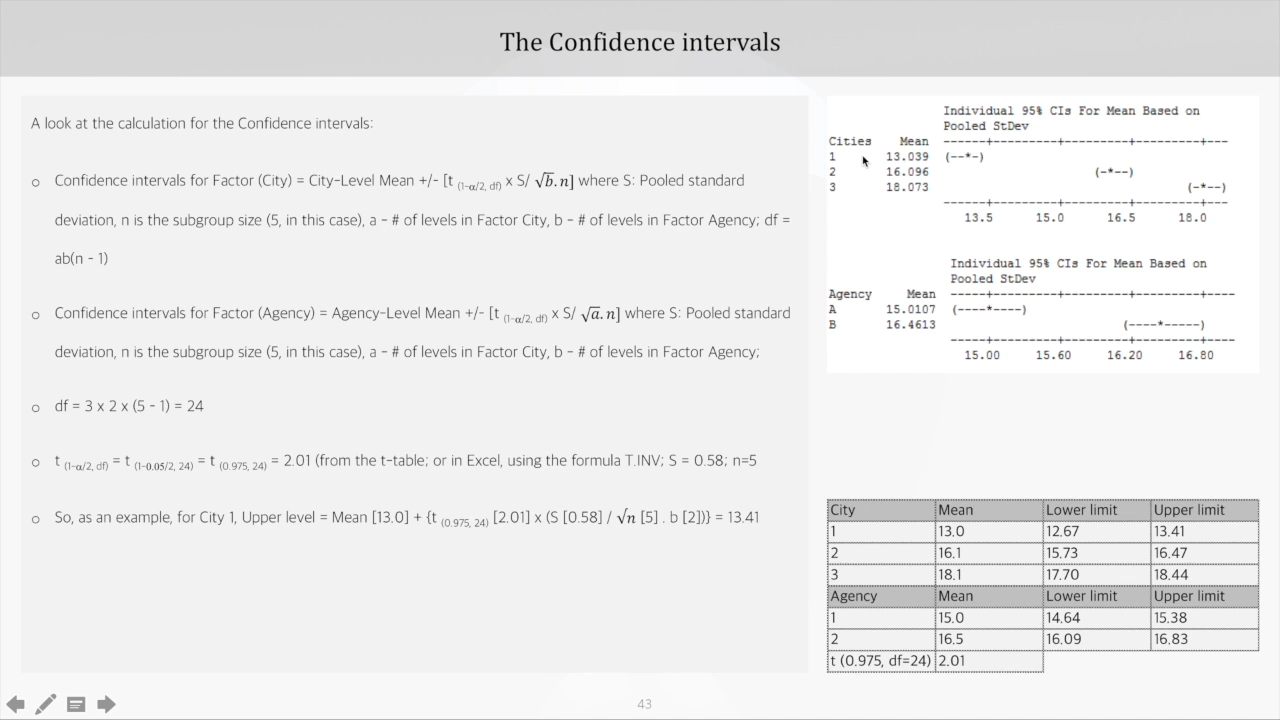 The Confidence intervals
A look at the calculation for the Confidence intervals:
o Confidence intervals for Factor (City) = City-Level Mean +/- [t (1-α/2, df) x S/ √b.n] where S: Pooled standard
deviation, n is the subgroup size (5, in this case), a – # of levels in Factor City, b – # of levels in Factor Agency; df =
ab(n - 1)
o Confidence intervals for Factor (Agency) = Agency-Level Mean +/- [t (1-α/2, df) x S/ √a.n] where S: Pooled standard
deviation, n is the subgroup size (5, in this case), a – # of levels in Factor City, b – # of levels in Factor Agency;
o df = 3 x 2 x (5 - 1) = 24
o t (1-α/2, df) = t (1-0.05/2, 24) = t (0.975, 24) = 2.01 (from the t-table; or in Excel, using the formula T.INV; S = 0.58; n=5
o So, as an example, for City 1, Upper level = Mean [13.0] + {t (0.975, 24) [2.01] x (S [0.58] / √n [5] . b [2])} = 13.41
Individual 95% CIs For Mean Based on
Pooled StDev
Cities Mean ------+---------+---------+---------+---
1 13.039 (--*-)
2 16.096 (-*--)
3 18.073 (-*--)
------+---------+---------+---------+---
13.5 15.0 16.5 18.0
Individual 95% CIs For Mean Based on
Pooled StDev
Agency Mean -----+---------+---------+---------+----
A 15.0107 (----*----)
B 16.4613 (----*-----)
-----+---------+---------+---------+----
15.00 15.60 16.20 16.80
City Mean Lower limit Upper limit
1 13.0 12.67 13.41
2 16.1 15.73 16.47
3 18.1 17.70 18.44
Agency Mean Lower limit Upper limit
1 15.0 14.64 15.38
2 16.5 16.09 16.83
t (0.975, df=24) 2.01
43